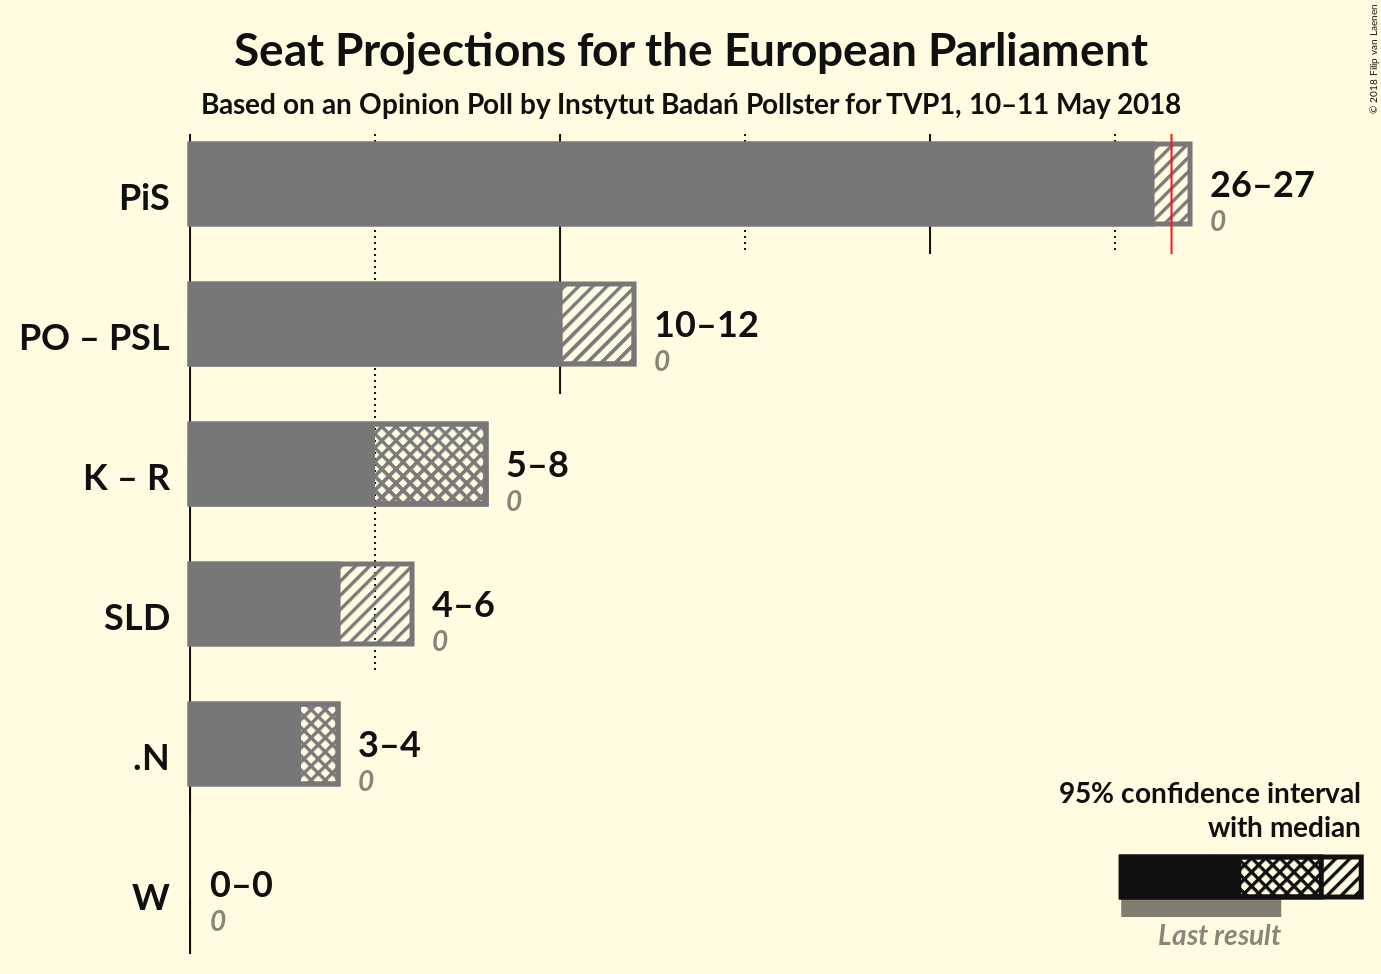 Seat Projections for the European Parliament
Based on an Opinion Poll by Instytut Badań Pollster for TVP1, 10–11 May 2018
© 2018 Filip van Laenen
PiS
26–27
0
PO – PSL
10–12
0
K – R
5–8
0
SLD
4–6
0
.N
3–4
0
W
0–0
0
95% confidence interval
with median
Last result